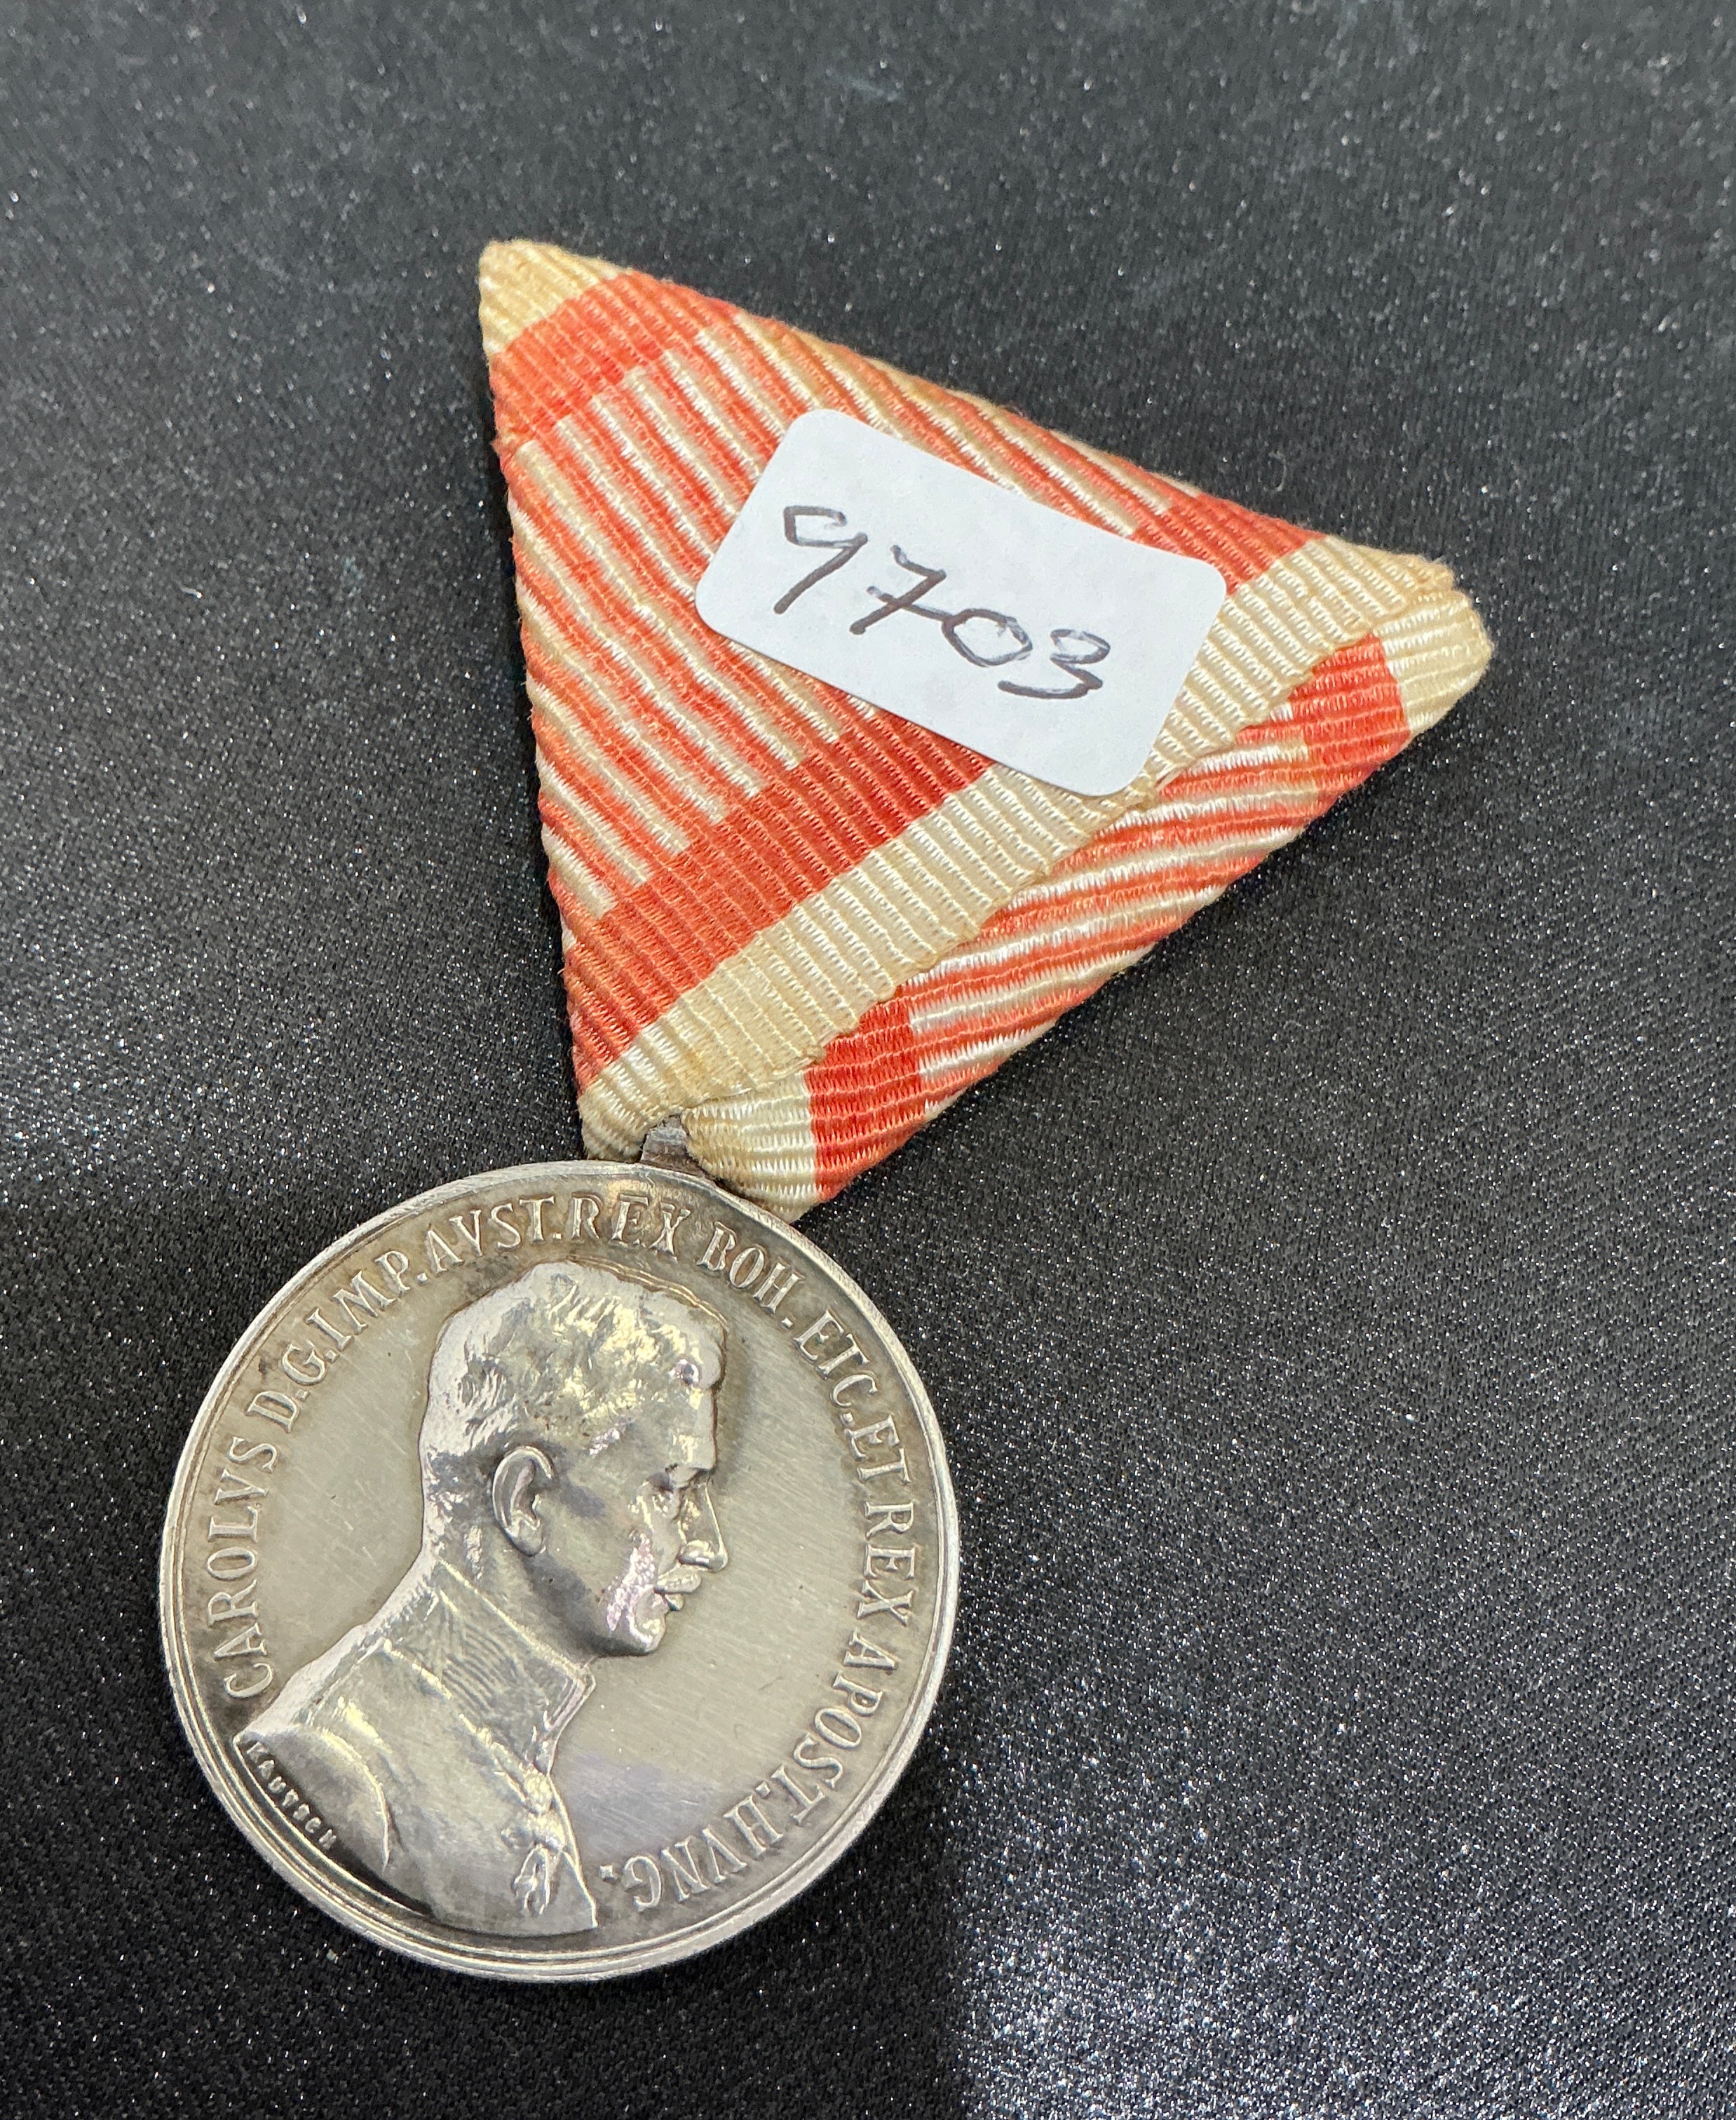 9703
CAROLVS D.G.IMP.AVST.REX BOH.ETC.ET REX APOST.HVNG.
KAUTSCH